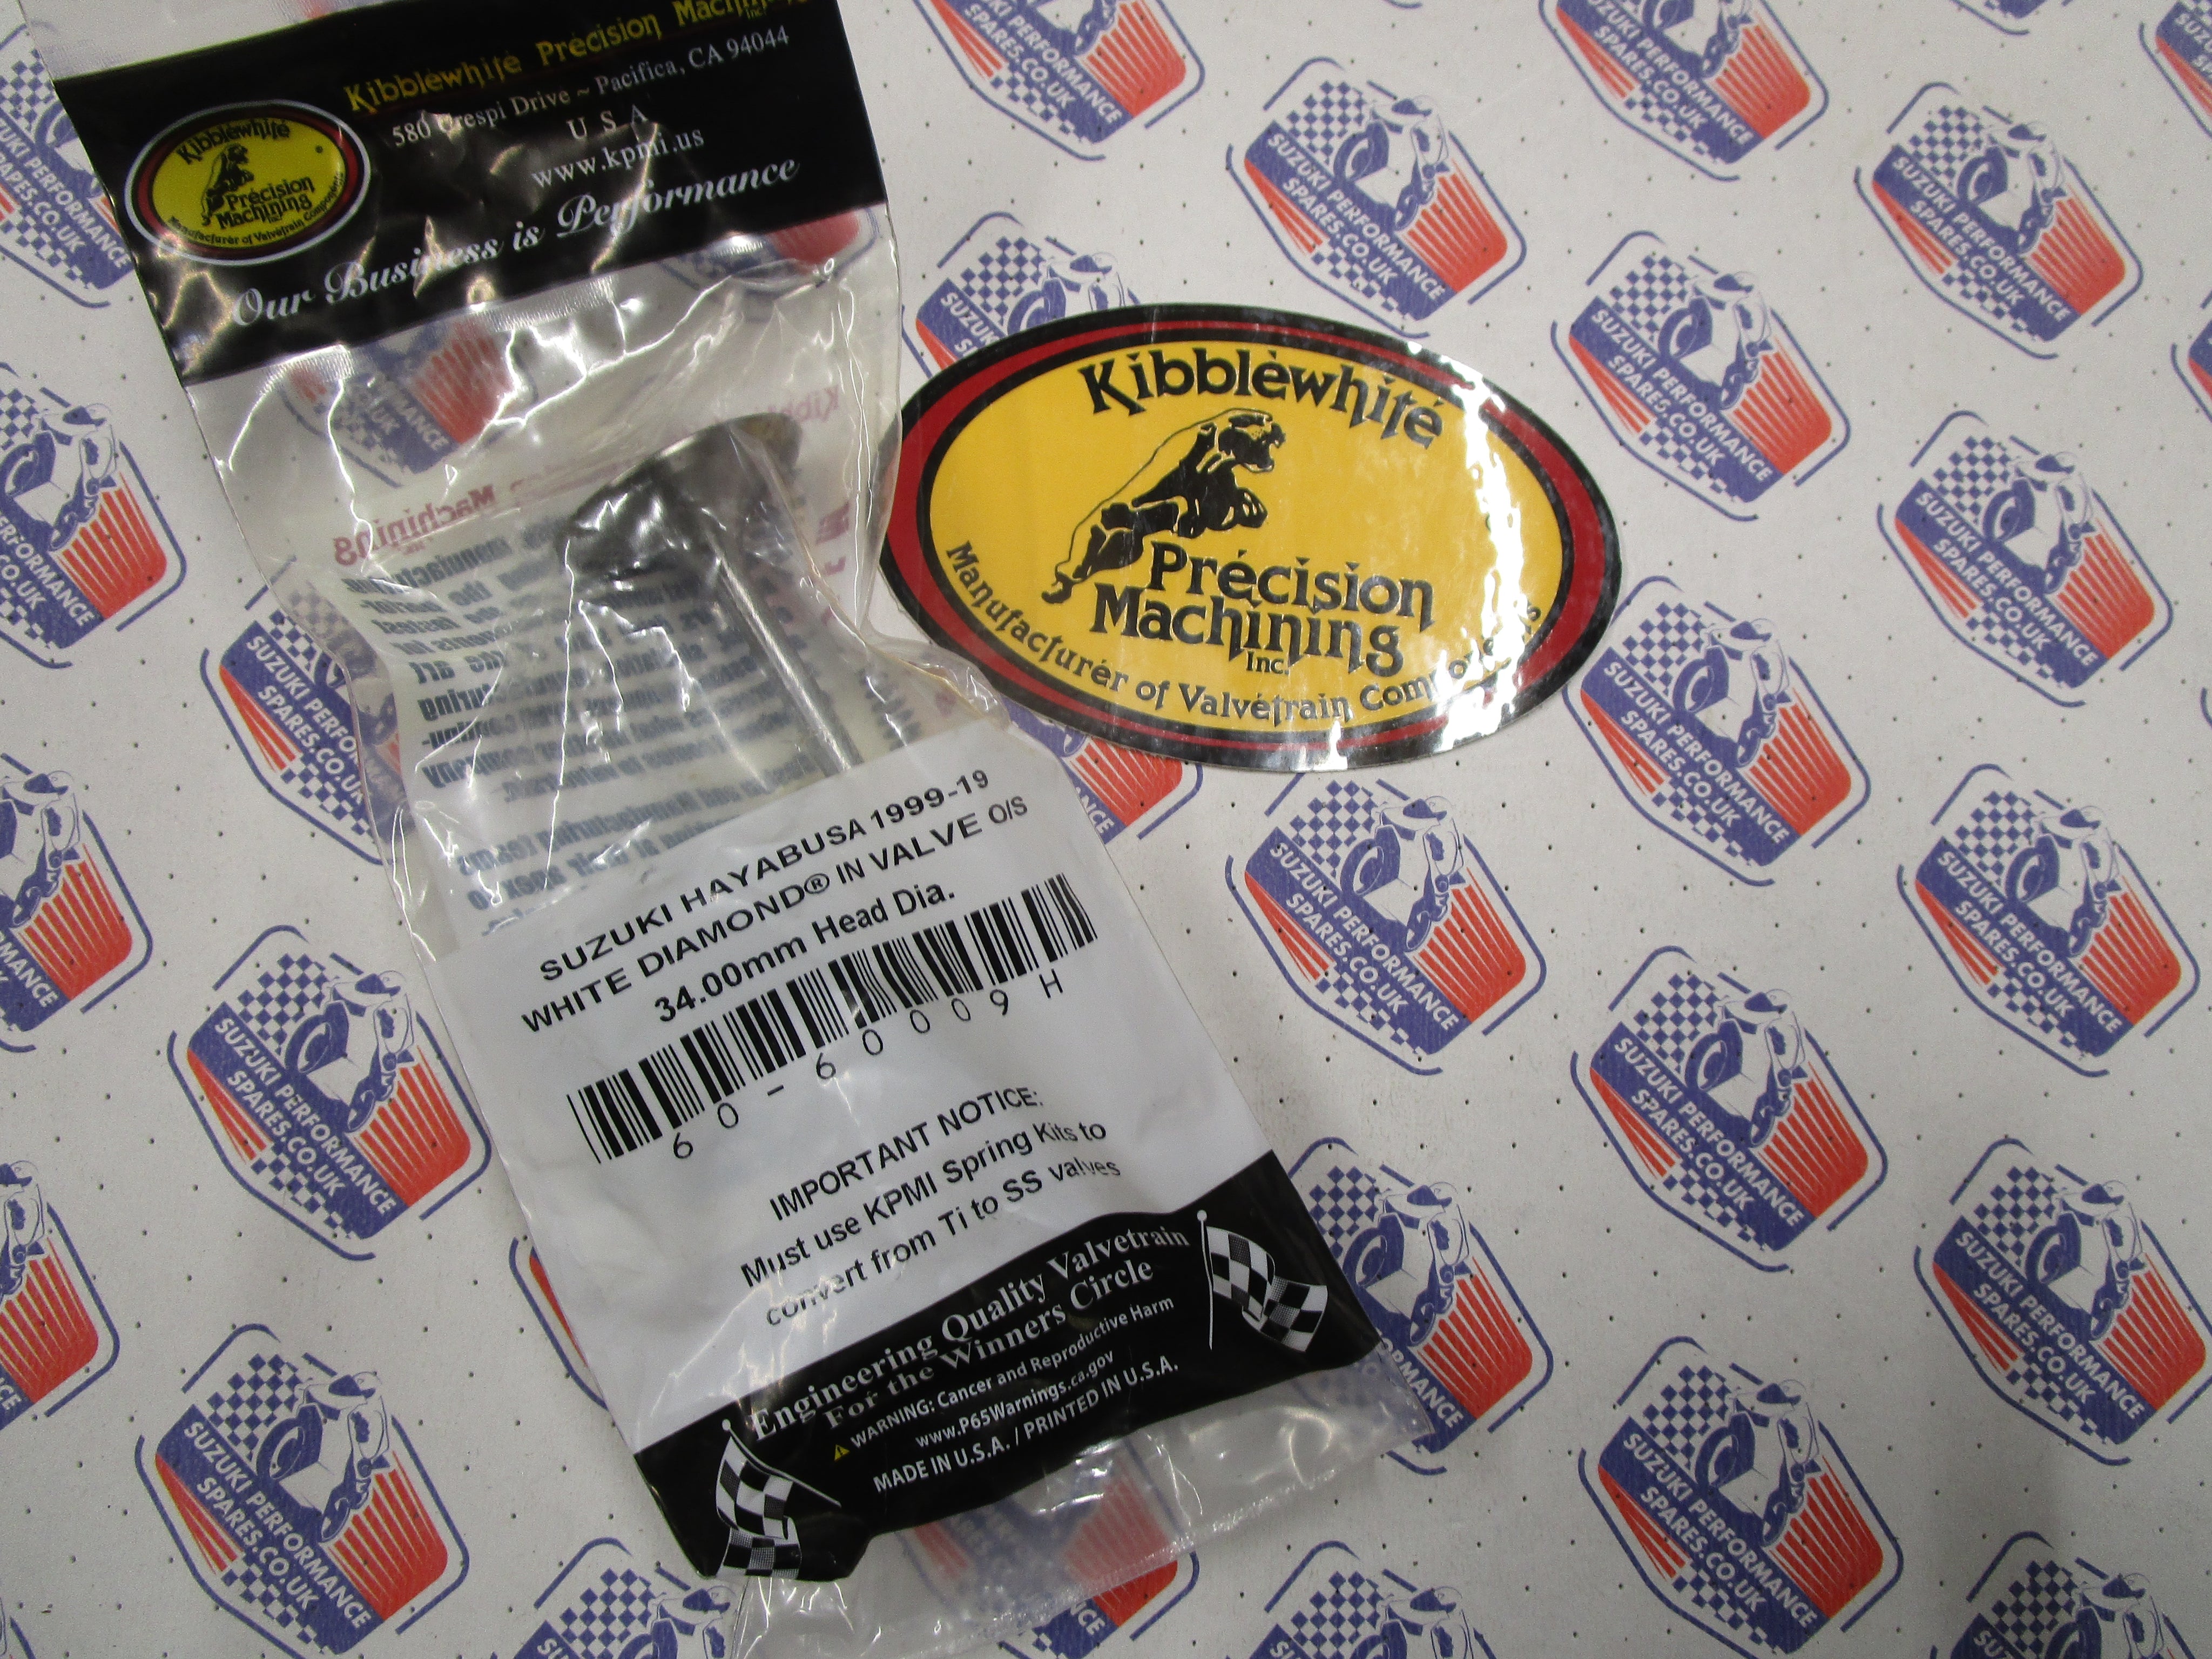 Kibblewhite Precision Machining
Inc.
580 Crespi Drive ~ Pacifica, CA 94044
U S A
www.kpmi.us
Our Business is Performance
Kibblewhite
Precision
Machining
Inc.
Manufacturer of Valvetrain Components
Kibblewhite
Precision
Machining
Inc.
Manufacturer of Valvetrain Components
SUZUKI HAYABUSA 1999-19
WHITE DIAMOND® IN VALVE O/S
34.00mm Head Dia.
60-60009H
IMPORTANT NOTICE:
Must use KPMI Spring Kits to
convert from Ti to SS valves
Engineering Quality Valvetrain
For the Winners Circle
WARNING: Cancer and Reproductive Harm
www.P65Warnings.ca.gov
MADE IN U.S.A. / PRINTED IN U.S.A.
SUZUKI PERFORMANCE
SPARES.CO.UK